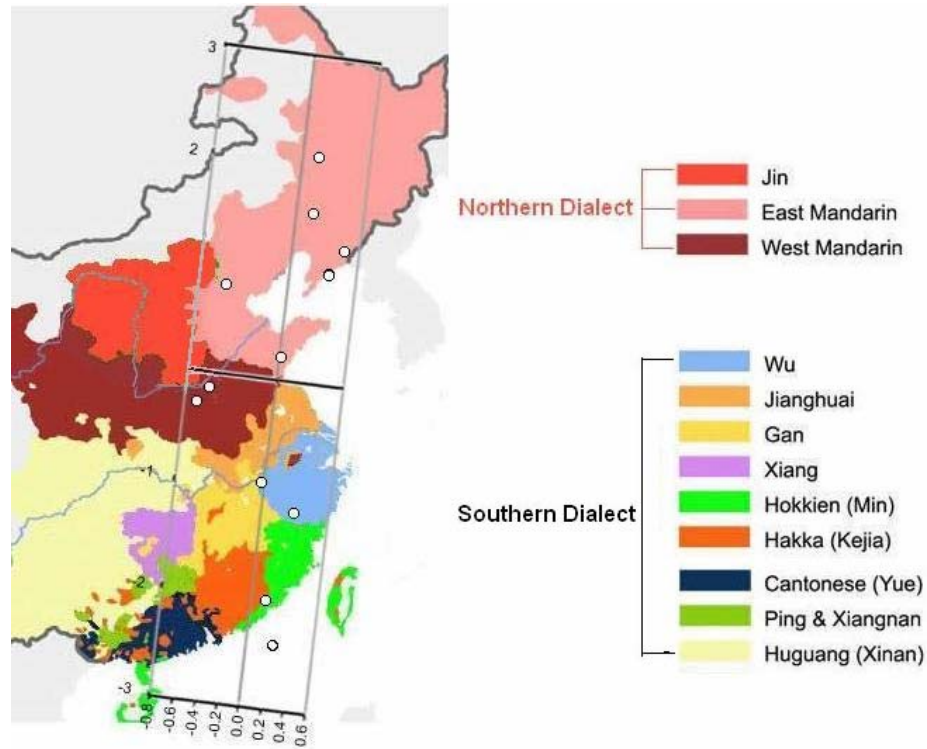 3
2
-1
-2
-3
-0.8
-0.6
-0.4
-0.2
0.0
0.2
0.4
0.6
Northern Dialect
Jin
East Mandarin
West Mandarin
Southern Dialect
Wu
Jianghuai
Gan
Xiang
Hokkien (Min)
Hakka (Kejia)
Cantonese (Yue)
Ping & Xiangnan
Huguang (Xinan)